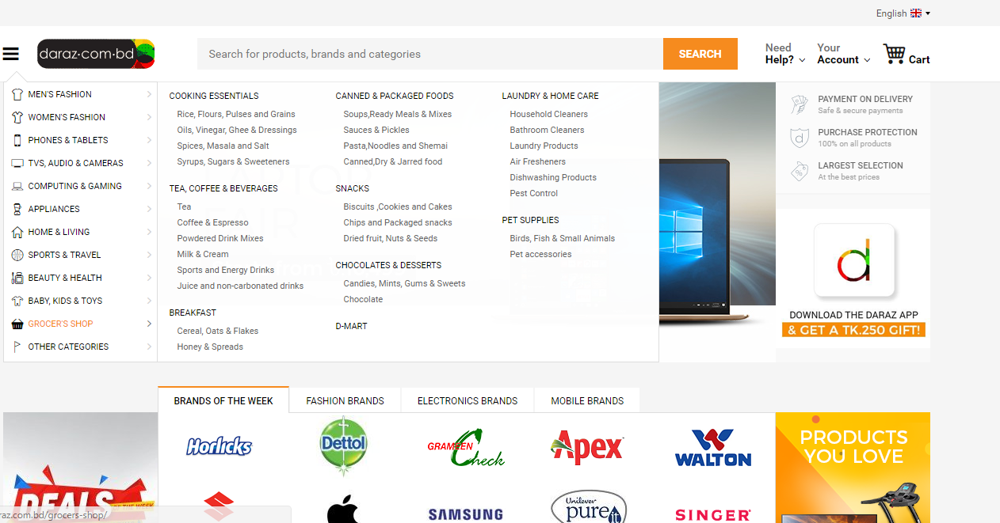 English
daraz·com·bd
Search for products, brands and categories
SEARCH
Need
Help?
Your
Account
Cart
MEN'S FASHION
WOMEN'S FASHION
PHONES & TABLETS
TVS, AUDIO & CAMERAS
COMPUTING & GAMING
APPLIANCES
HOME & LIVING
SPORTS & TRAVEL
BEAUTY & HEALTH
BABY, KIDS & TOYS
GROCER'S SHOP
OTHER CATEGORIES
COOKING ESSENTIALS
Rice, Flours, Pulses and Grains
Oils, Vinegar, Ghee & Dressings
Spices, Masala and Salt
Syrups, Sugars & Sweeteners
TEA, COFFEE & BEVERAGES
Tea
Coffee & Espresso
Powdered Drink Mixes
Milk & Cream
Sports and Energy Drinks
Juice and non-carbonated drinks
BREAKFAST
Cereal, Oats & Flakes
Honey & Spreads
CANNED & PACKAGED FOODS
Soups,Ready Meals & Mixes
Sauces & Pickles
Pasta,Noodles and Shemai
Canned,Dry & Jarred food
SNACKS
Biscuits ,Cookies and Cakes
Chips and Packaged snacks
Dried fruit, Nuts & Seeds
CHOCOLATES & DESSERTS
Candies, Mints, Gums & Sweets
Chocolate
D-MART
LAUNDRY & HOME CARE
Household Cleaners
Bathroom Cleaners
Laundry Products
Air Fresheners
Dishwashing Products
Pest Control
PET SUPPLIES
Birds, Fish & Small Animals
Pet accessories
PAYMENT ON DELIVERY
Safe & secure payments
PURCHASE PROTECTION
100% on all products
LARGEST SELECTION
At the best prices
d
DOWNLOAD THE DARAZ APP
& GET A TK.250 GIFT!
BRANDS OF THE WEEK
FASHION BRANDS
ELECTRONICS BRANDS
MOBILE BRANDS
DEALS
OF THE WEEK
Horlicks
Dettol
GRAMEEN
Check
Apex
WALTON
SAMSUNG
Unilever
pureit
SINGER
PRODUCTS
YOU LOVE
raz.com.bd/grocers-shop/